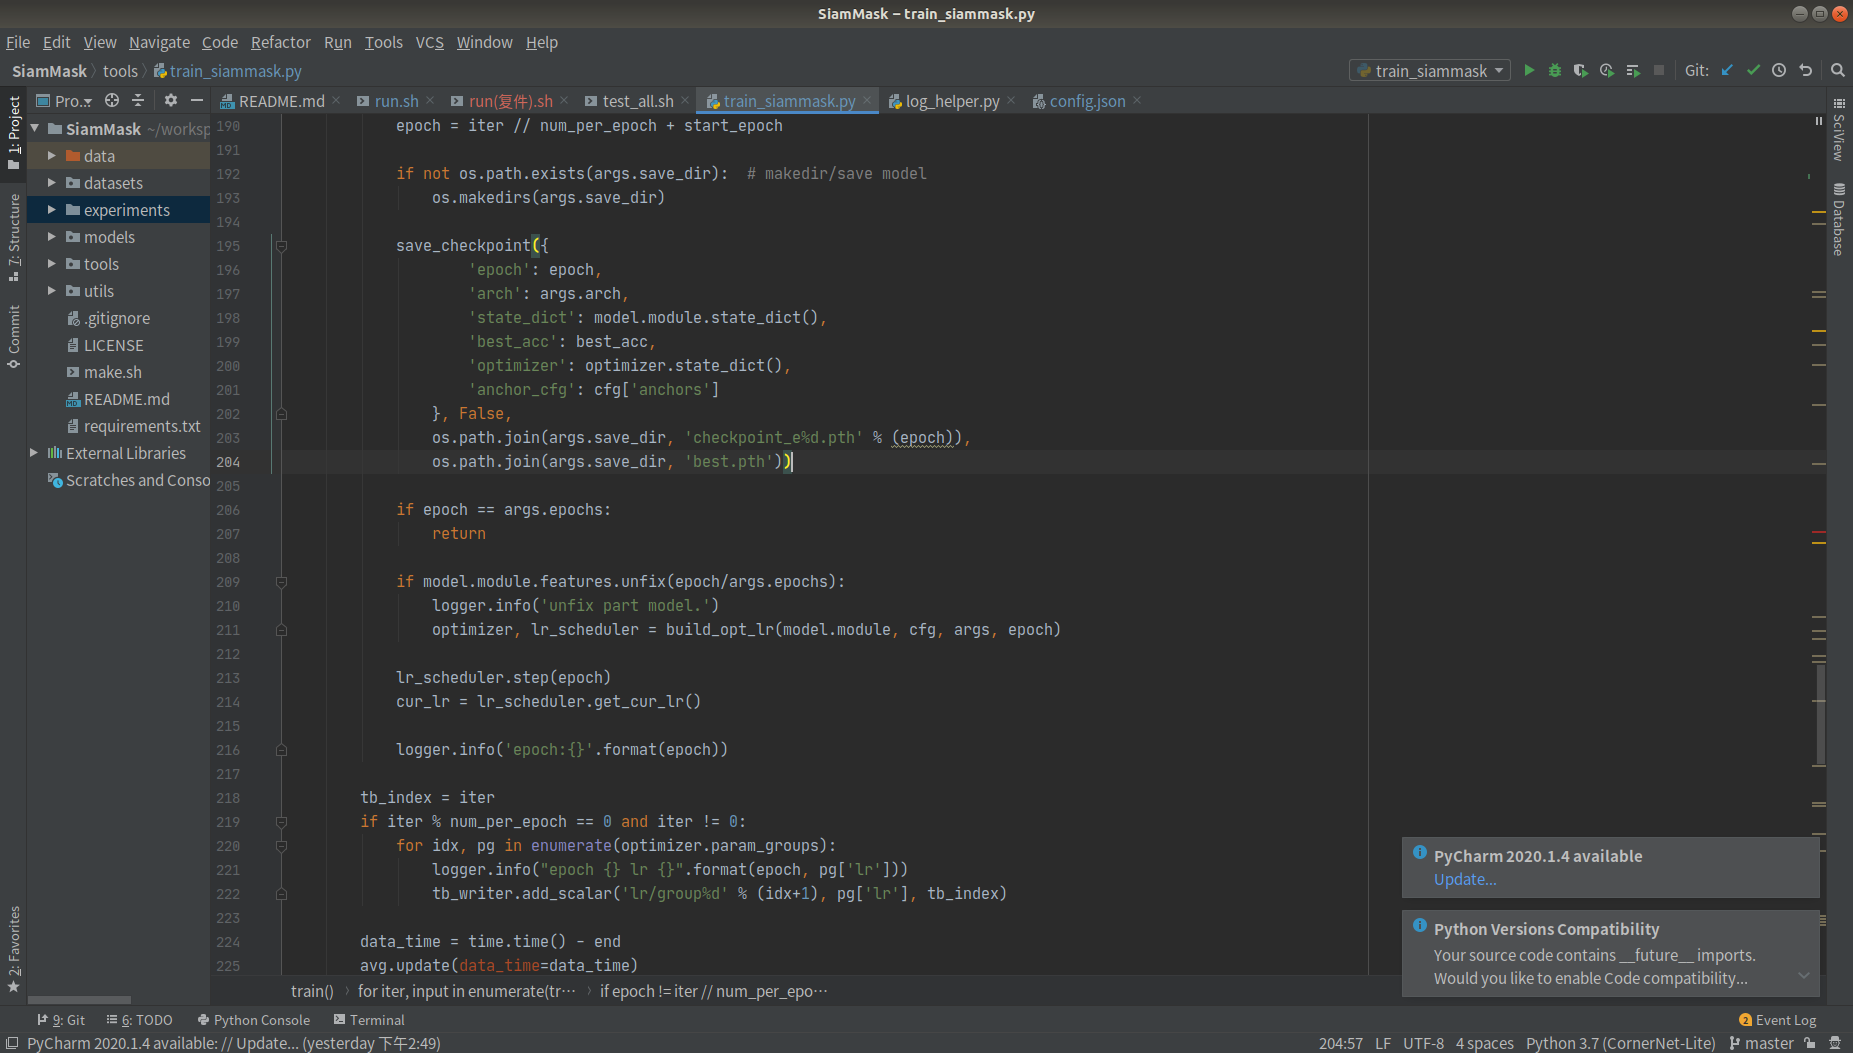 SiamMask – train_siammask.py
File Edit View Navigate Code Refactor Run Tools VCS Window Help
SiamMask tools train_siammask.py
train_siammask Git:
Pro... README.md run.sh run(复件).sh test_all.sh train_siammask.py log_helper.py config.json
1: Project
7: Structure
Commit
2: Favorites
SiamMask ~/worksp
data
datasets
experiments
models
tools
utils
.gitignore
LICENSE
make.sh
README.md
requirements.txt
External Libraries
Scratches and Conso
190 epoch = iter // num_per_epoch + start_epoch
191
192 if not os.path.exists(args.save_dir):  # makedir/save model
193 os.makedirs(args.save_dir)
194
195 save_checkpoint({
196 'epoch': epoch,
197 'arch': args.arch,
198 'state_dict': model.module.state_dict(),
199 'best_acc': best_acc,
200 'optimizer': optimizer.state_dict(),
201 'anchor_cfg': cfg['anchors']
202 }, False,
203 os.path.join(args.save_dir, 'checkpoint_e%d.pth' % (epoch)),
204 os.path.join(args.save_dir, 'best.pth'))
205
206 if epoch == args.epochs:
207 return
208
209 if model.module.features.unfix(epoch/args.epochs):
210 logger.info('unfix part model.')
211 optimizer, lr_scheduler = build_opt_lr(model.module, cfg, args, epoch)
212
213 lr_scheduler.step(epoch)
214 cur_lr = lr_scheduler.get_cur_lr()
215
216 logger.info('epoch:{}'.format(epoch))
217
218 tb_index = iter
219 if iter % num_per_epoch == 0 and iter != 0:
220 for idx, pg in enumerate(optimizer.param_groups):
221 logger.info("epoch {} lr {}".format(epoch, pg['lr']))
222 tb_writer.add_scalar('lr/group%d' % (idx+1), pg['lr'], tb_index)
223
224 data_time = time.time() - end
225 avg.update(data_time=data_time)
SciView
Database
PyCharm 2020.1.4 available
Update...
Python Versions Compatibility
Your source code contains __future__ imports.
Would you like to enable Code compatibility...
train() for iter, input in enumerate(tr··· if epoch != iter // num_per_epo···
9: Git 6: TODO Python Console Terminal 2 Event Log
PyCharm 2020.1.4 available: // Update... (yesterday 下午2:49) 204:57 LF UTF-8 4 spaces Python 3.7 (CornerNet-Lite) master